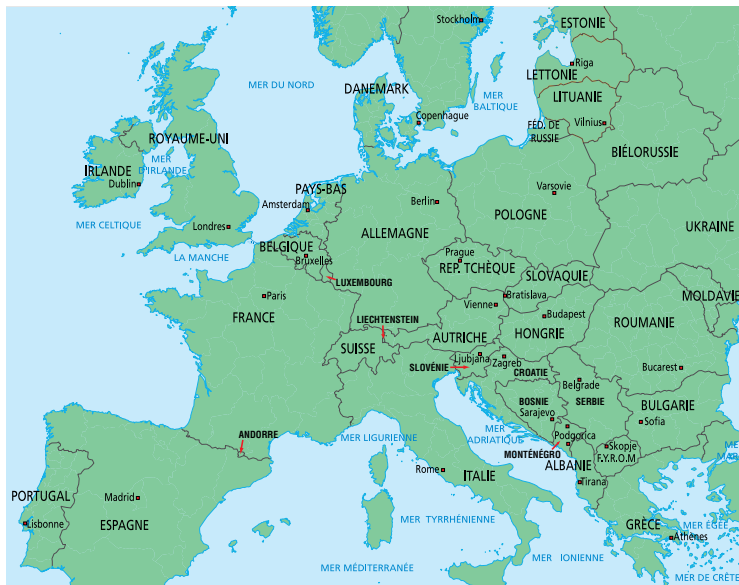 Stockholm
ESTONIE
Riga
LETTONIE
MER DU NORD
DANEMARK
MER
BALTIQUE
LITUANIE
Copenhague
FÉD. DE
RUSSIE
Vilnius
ROYAUME-UNI
BIÉLORUSSIE
IRLANDE
MER
D'IRLANDE
Dublin
PAYS-BAS
Amsterdam
Berlin
Varsovie
POLOGNE
MER CELTIQUE
Londres
ALLEMAGNE
UKRAINE
LA MANCHE
BELGIQUE
Bruxelles
Prague
REP. TCHÈQUE
SLOVAQUIE
LUXEMBOURG
Paris
FRANCE
Vienne
Bratislava
MOLDAVIE
LIECHTENSTEIN
Budapest
HONGRIE
ROUMANIE
SUISSE
AUTRICHE
Ljubjana
Zagreb
SLOVÉNIE
CROATIE
Bucarest
Belgrade
BOSNIE
SERBIE
Sarajevo
BULGARIE
Sofia
ANDORRE
MER LIGURIENNE
MER
ADRIATIQUE
Podgorica
MONTÉNÉGRO
Skopje
F.Y.R.O.M
ALBANIE
Tirana
Rome
ITALIE
PORTUGAL
Lisbonne
Madrid
ESPAGNE
MER TYRRHÉNIENNE
GRÈCE
MER ÉGÉE
Athènes
MER IONIENNE
MER MÉDITERRANÉE
MER DE CRÈTE